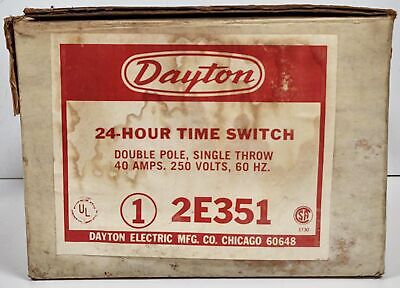 Dayton
24-HOUR TIME SWITCH
DOUBLE POLE, SINGLE THROW
40 AMPS. 250 VOLTS, 60 HZ.
UL
1 2E351
DAYTON ELECTRIC MFG. CO. CHICAGO 60648